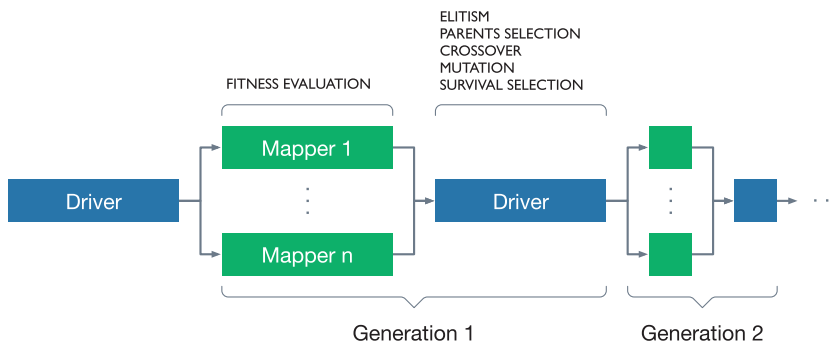 ELITISM
PARENTS SELECTION
CROSSOVER
MUTATION
SURVIVAL SELECTION
FITNESS EVALUATION
Mapper 1
Driver
Driver
Mapper n
Generation 1
Generation 2